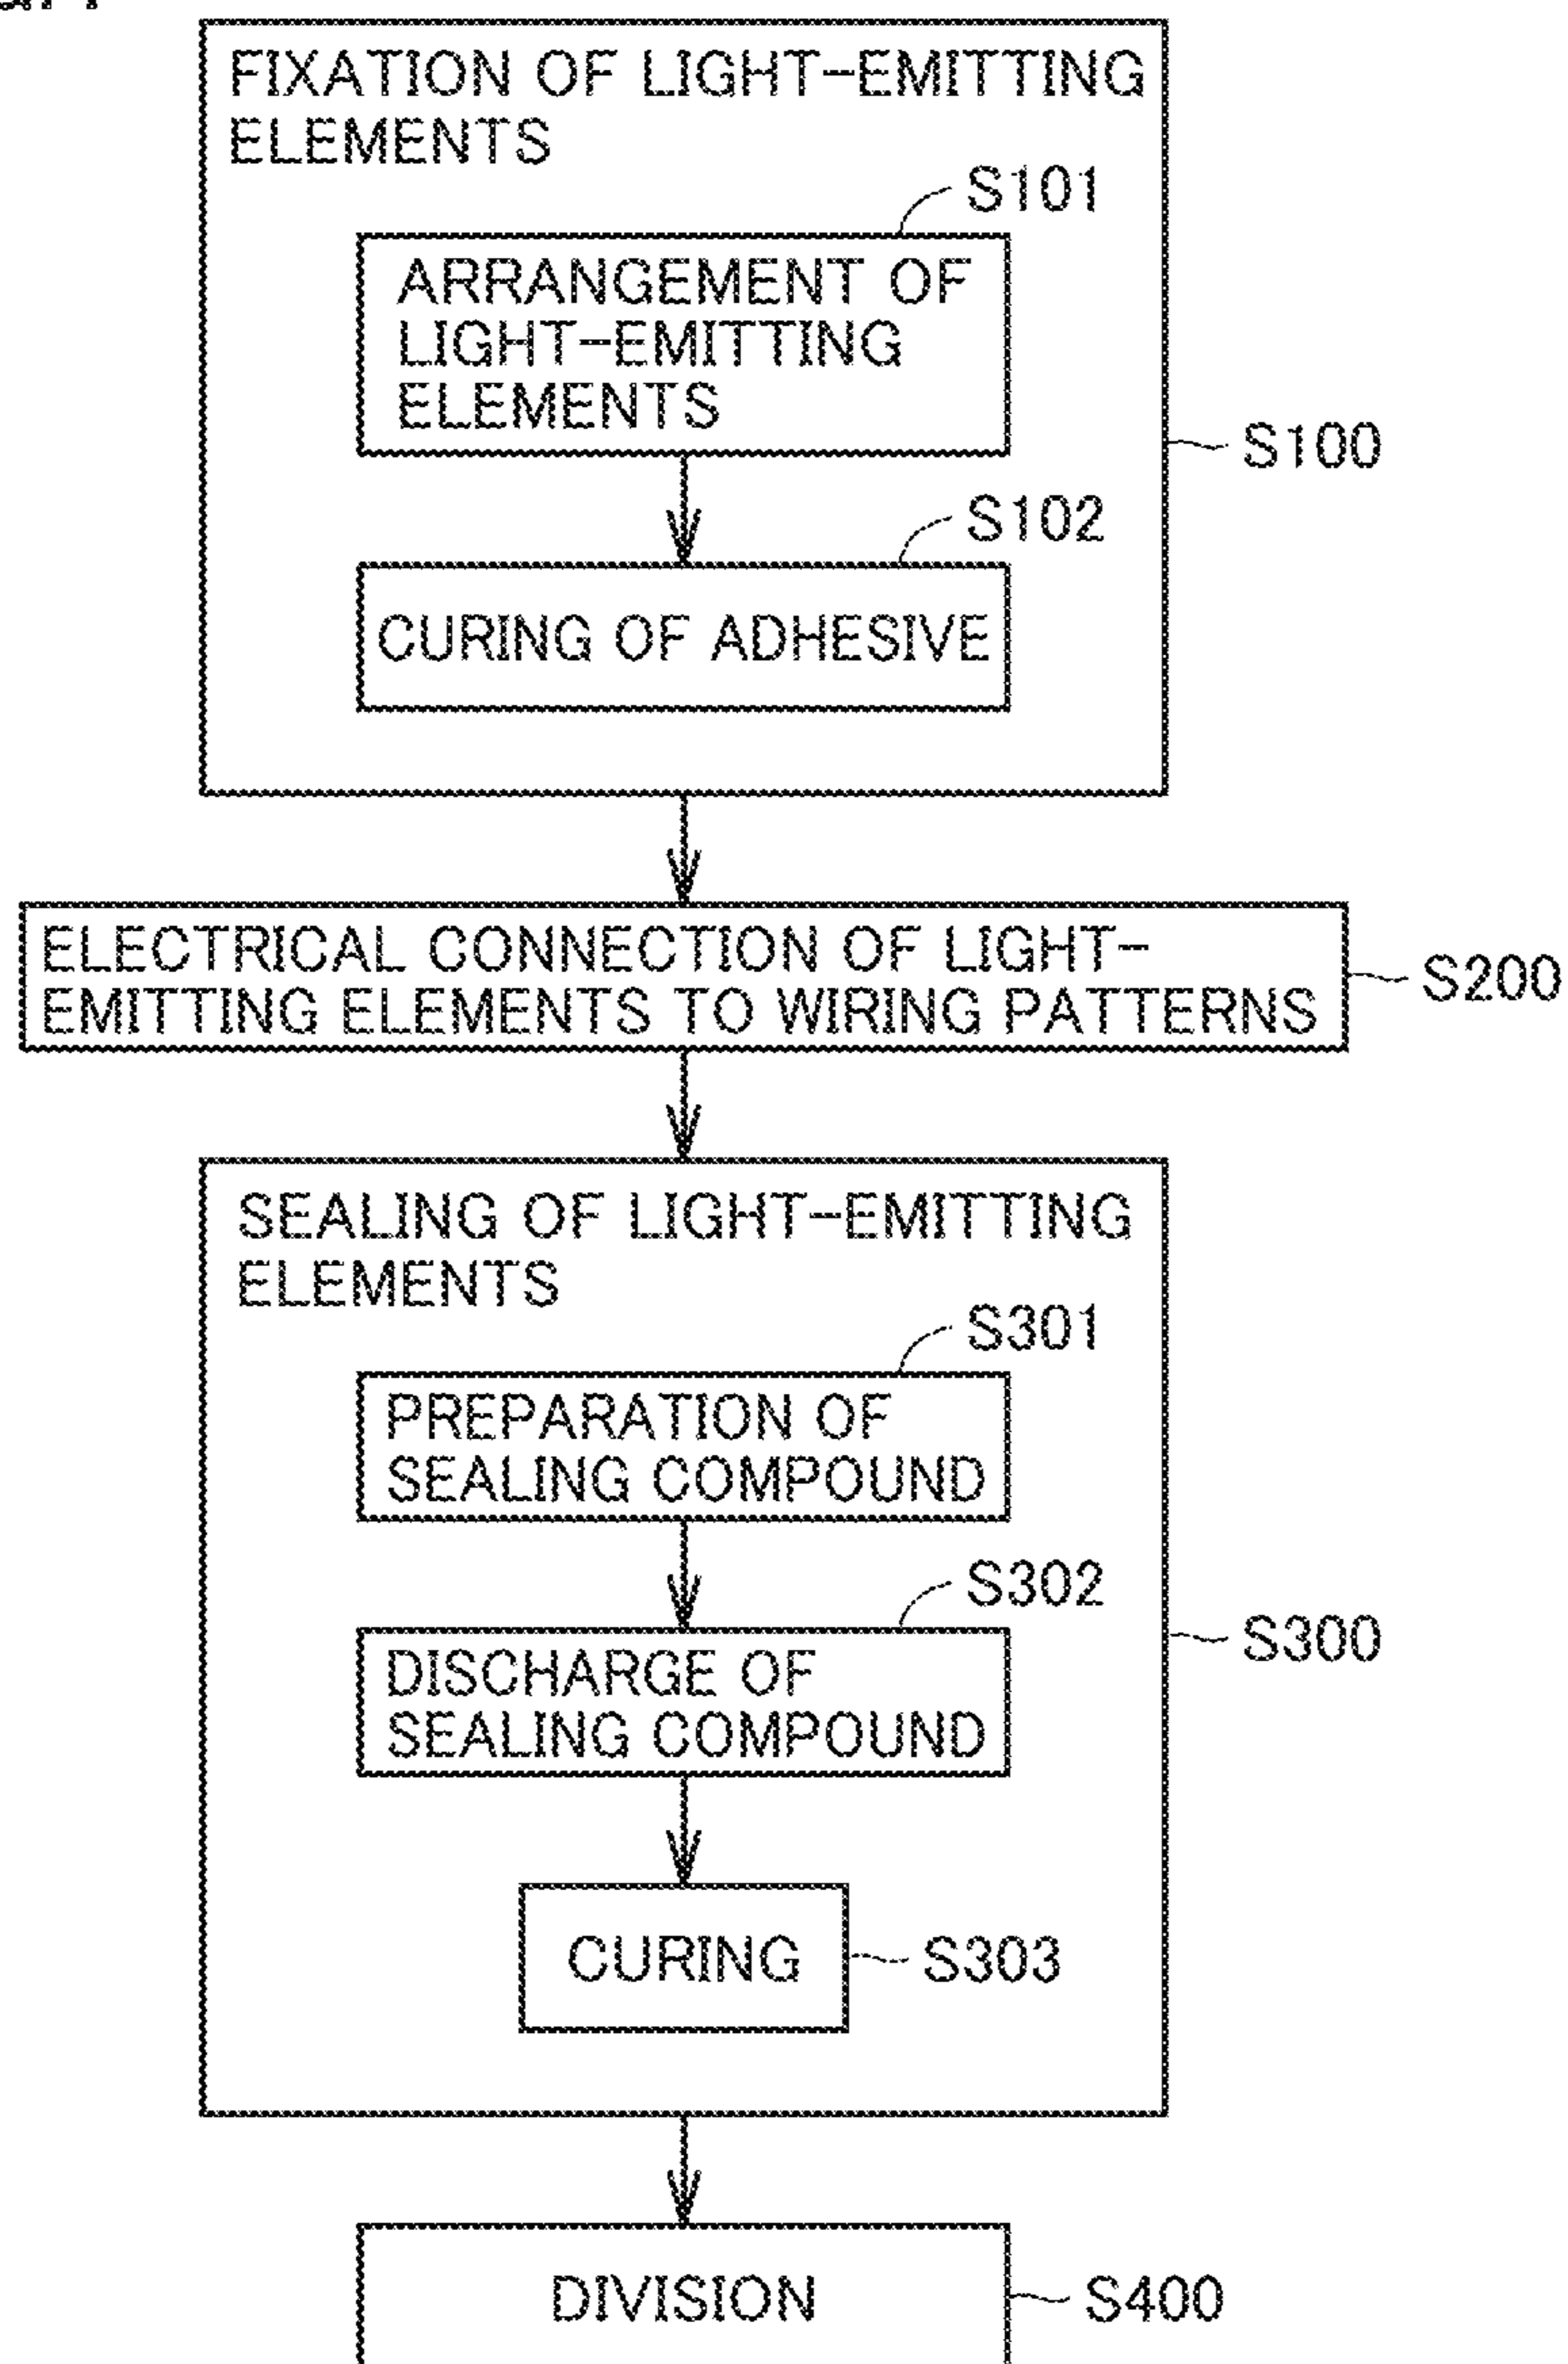 FIXATION OF LIGHT-EMITTING
ELEMENTS
S101
ARRANGEMENT OF
LIGHT-EMITTING
ELEMENTS
S100
S102
CURING OF ADHESIVE
ELECTRICAL CONNECTION OF LIGHT-
EMITTING ELEMENTS TO WIRING PATTERNS
S200
SEALING OF LIGHT-EMITTING
ELEMENTS
S301
PREPARATION OF
SEALING COMPOUND
S302
DISCHARGE OF
SEALING COMPOUND
S300
CURING
S303
DIVISION
S400